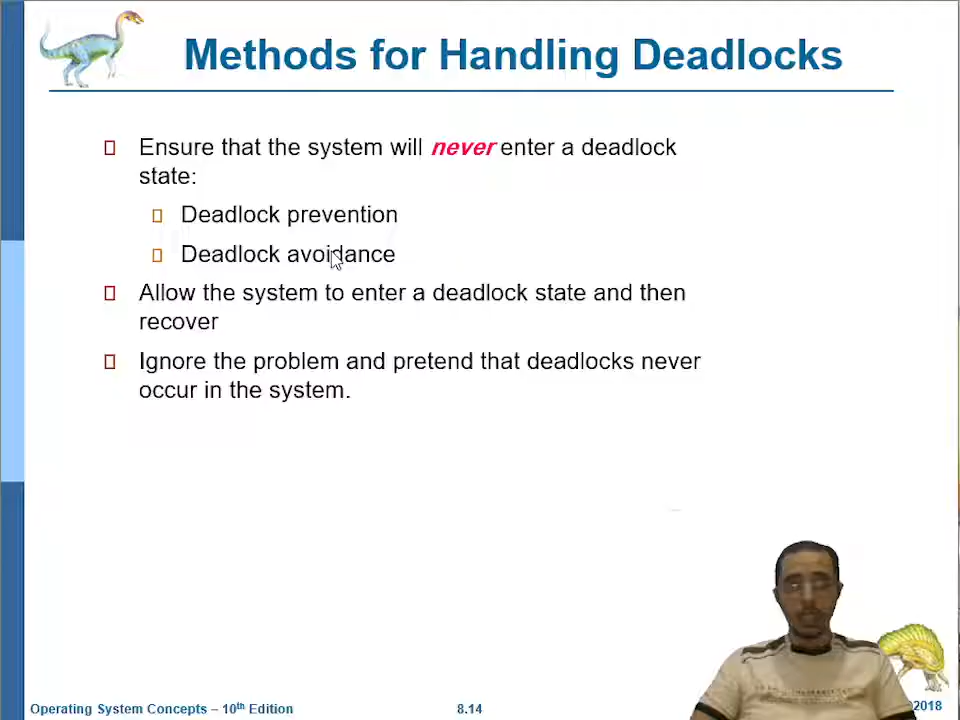 Methods for Handling Deadlocks
Ensure that the system will never enter a deadlock
state:
Deadlock prevention
Deadlock avoidance
Allow the system to enter a deadlock state and then
recover
Ignore the problem and pretend that deadlocks never
occur in the system.
Operating System Concepts – 10th Edition
8.14
2018